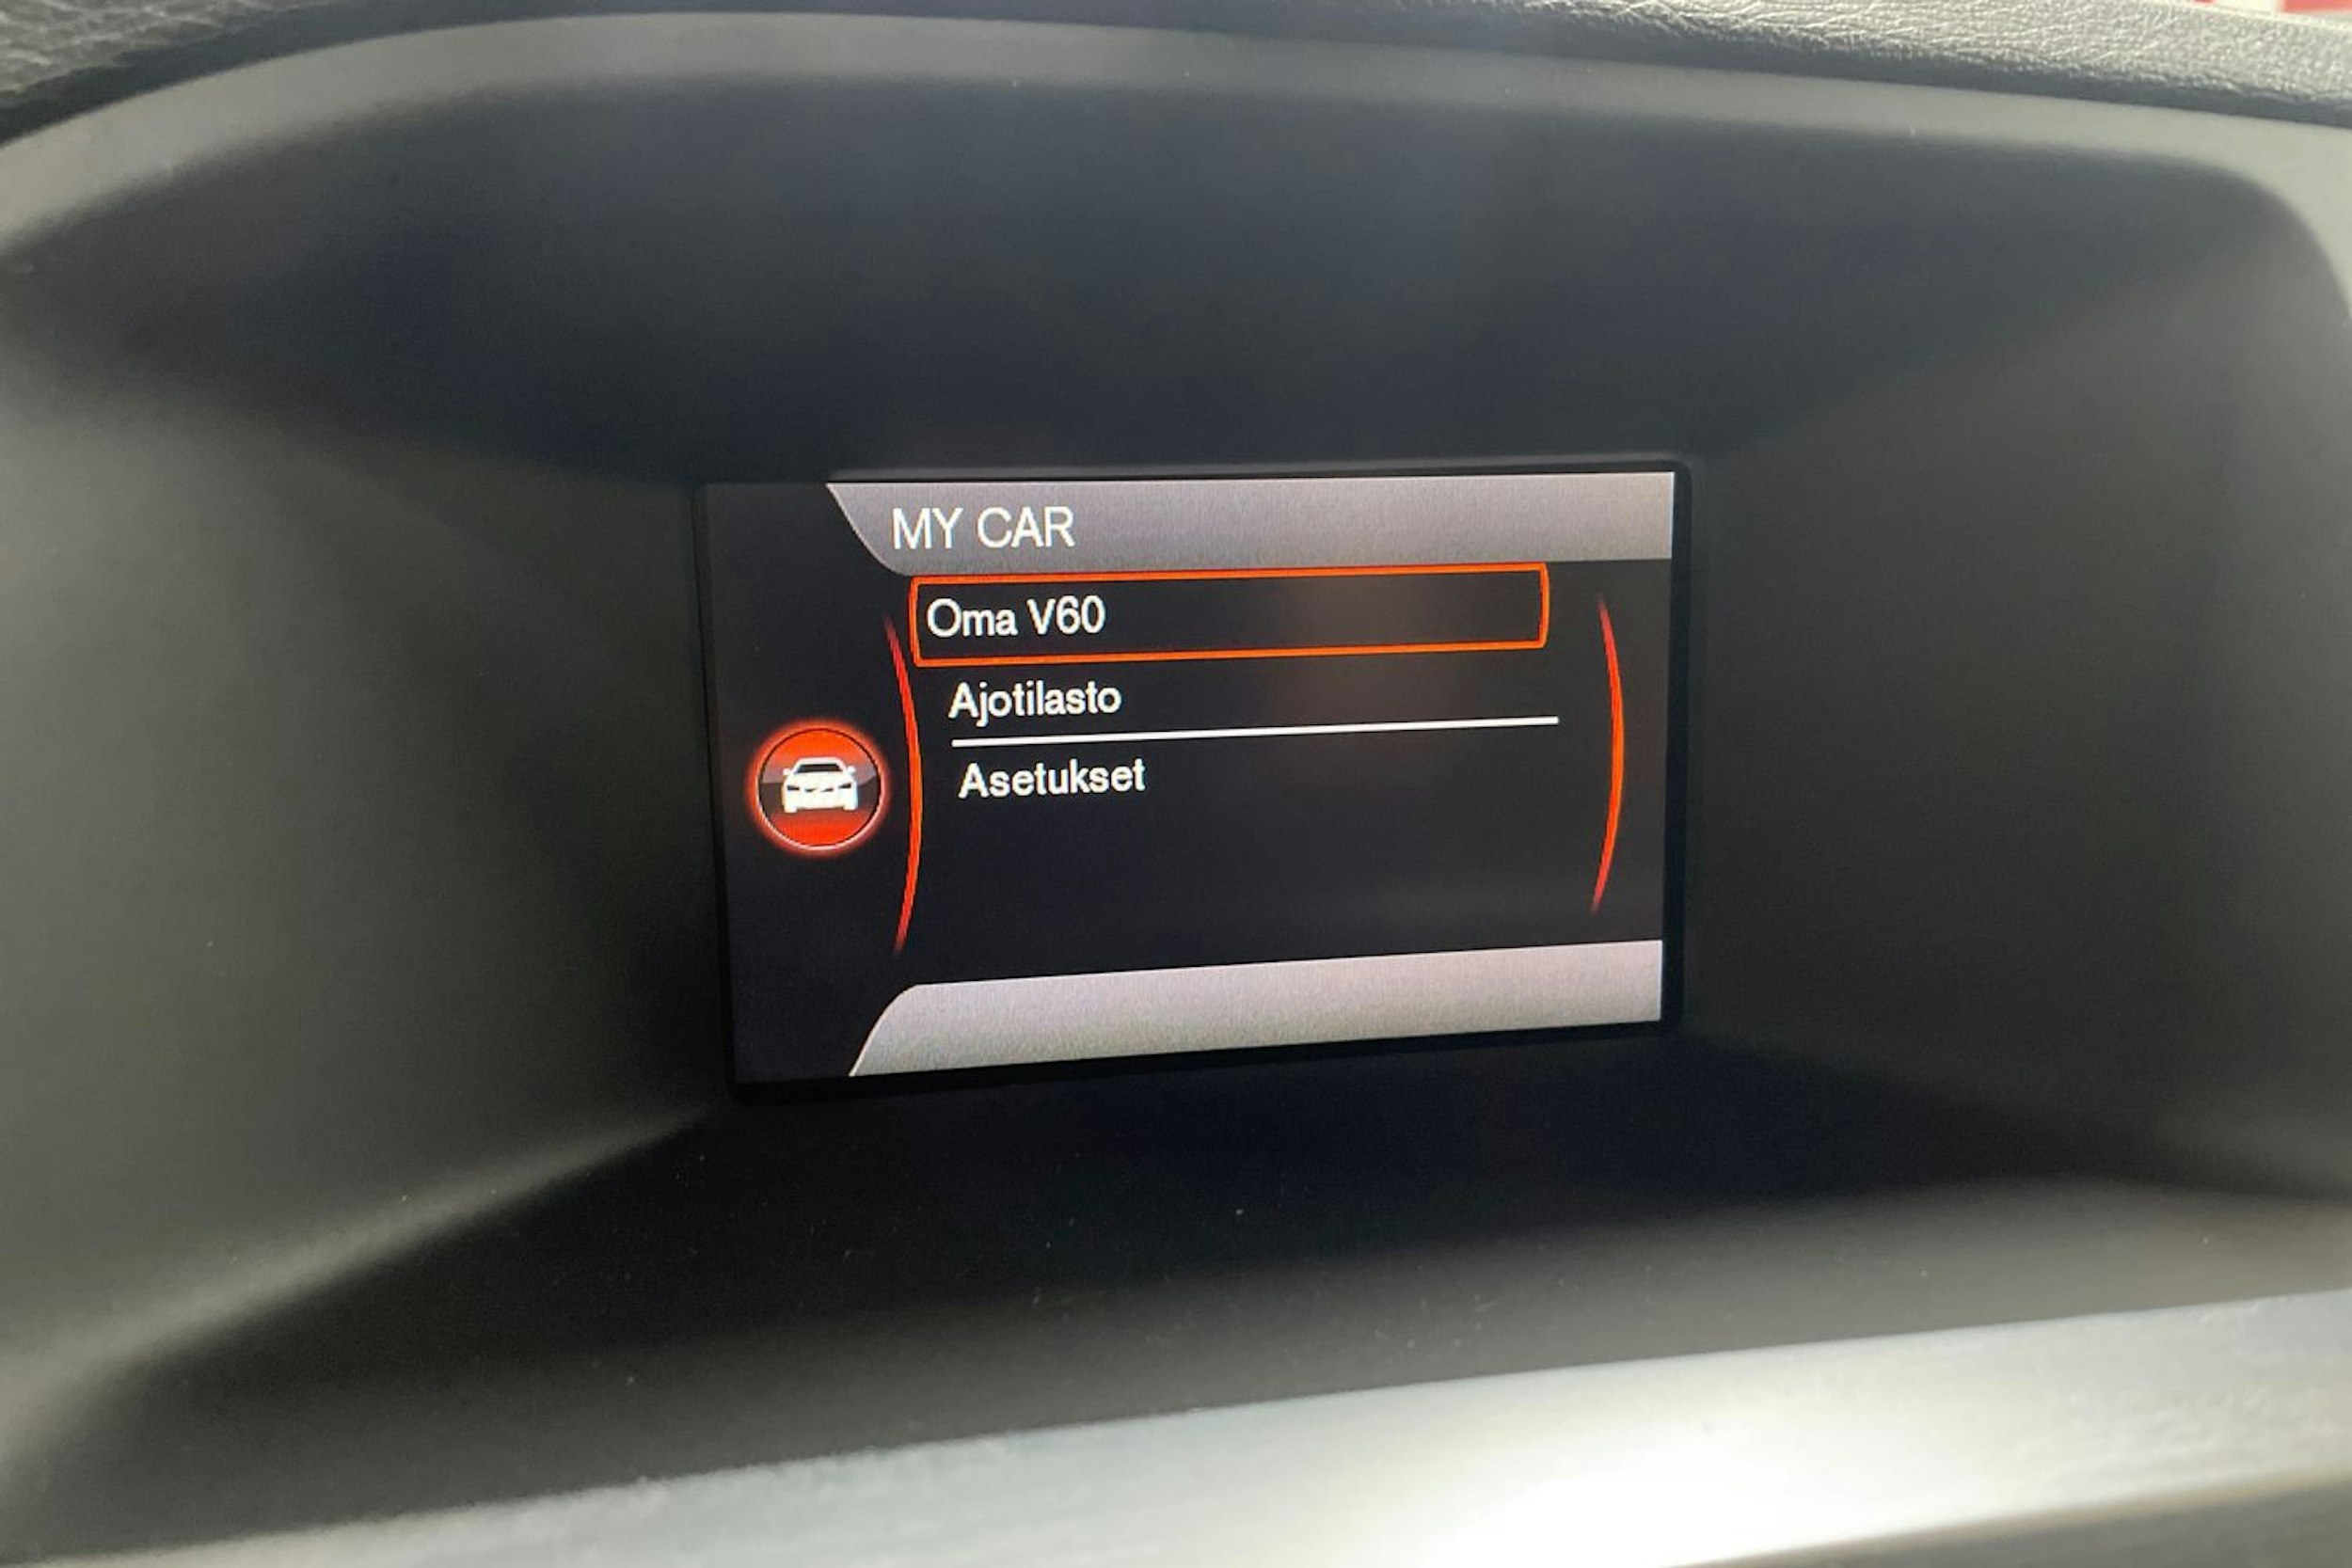 MY CAR
Oma V60
Ajotilasto
Asetukset